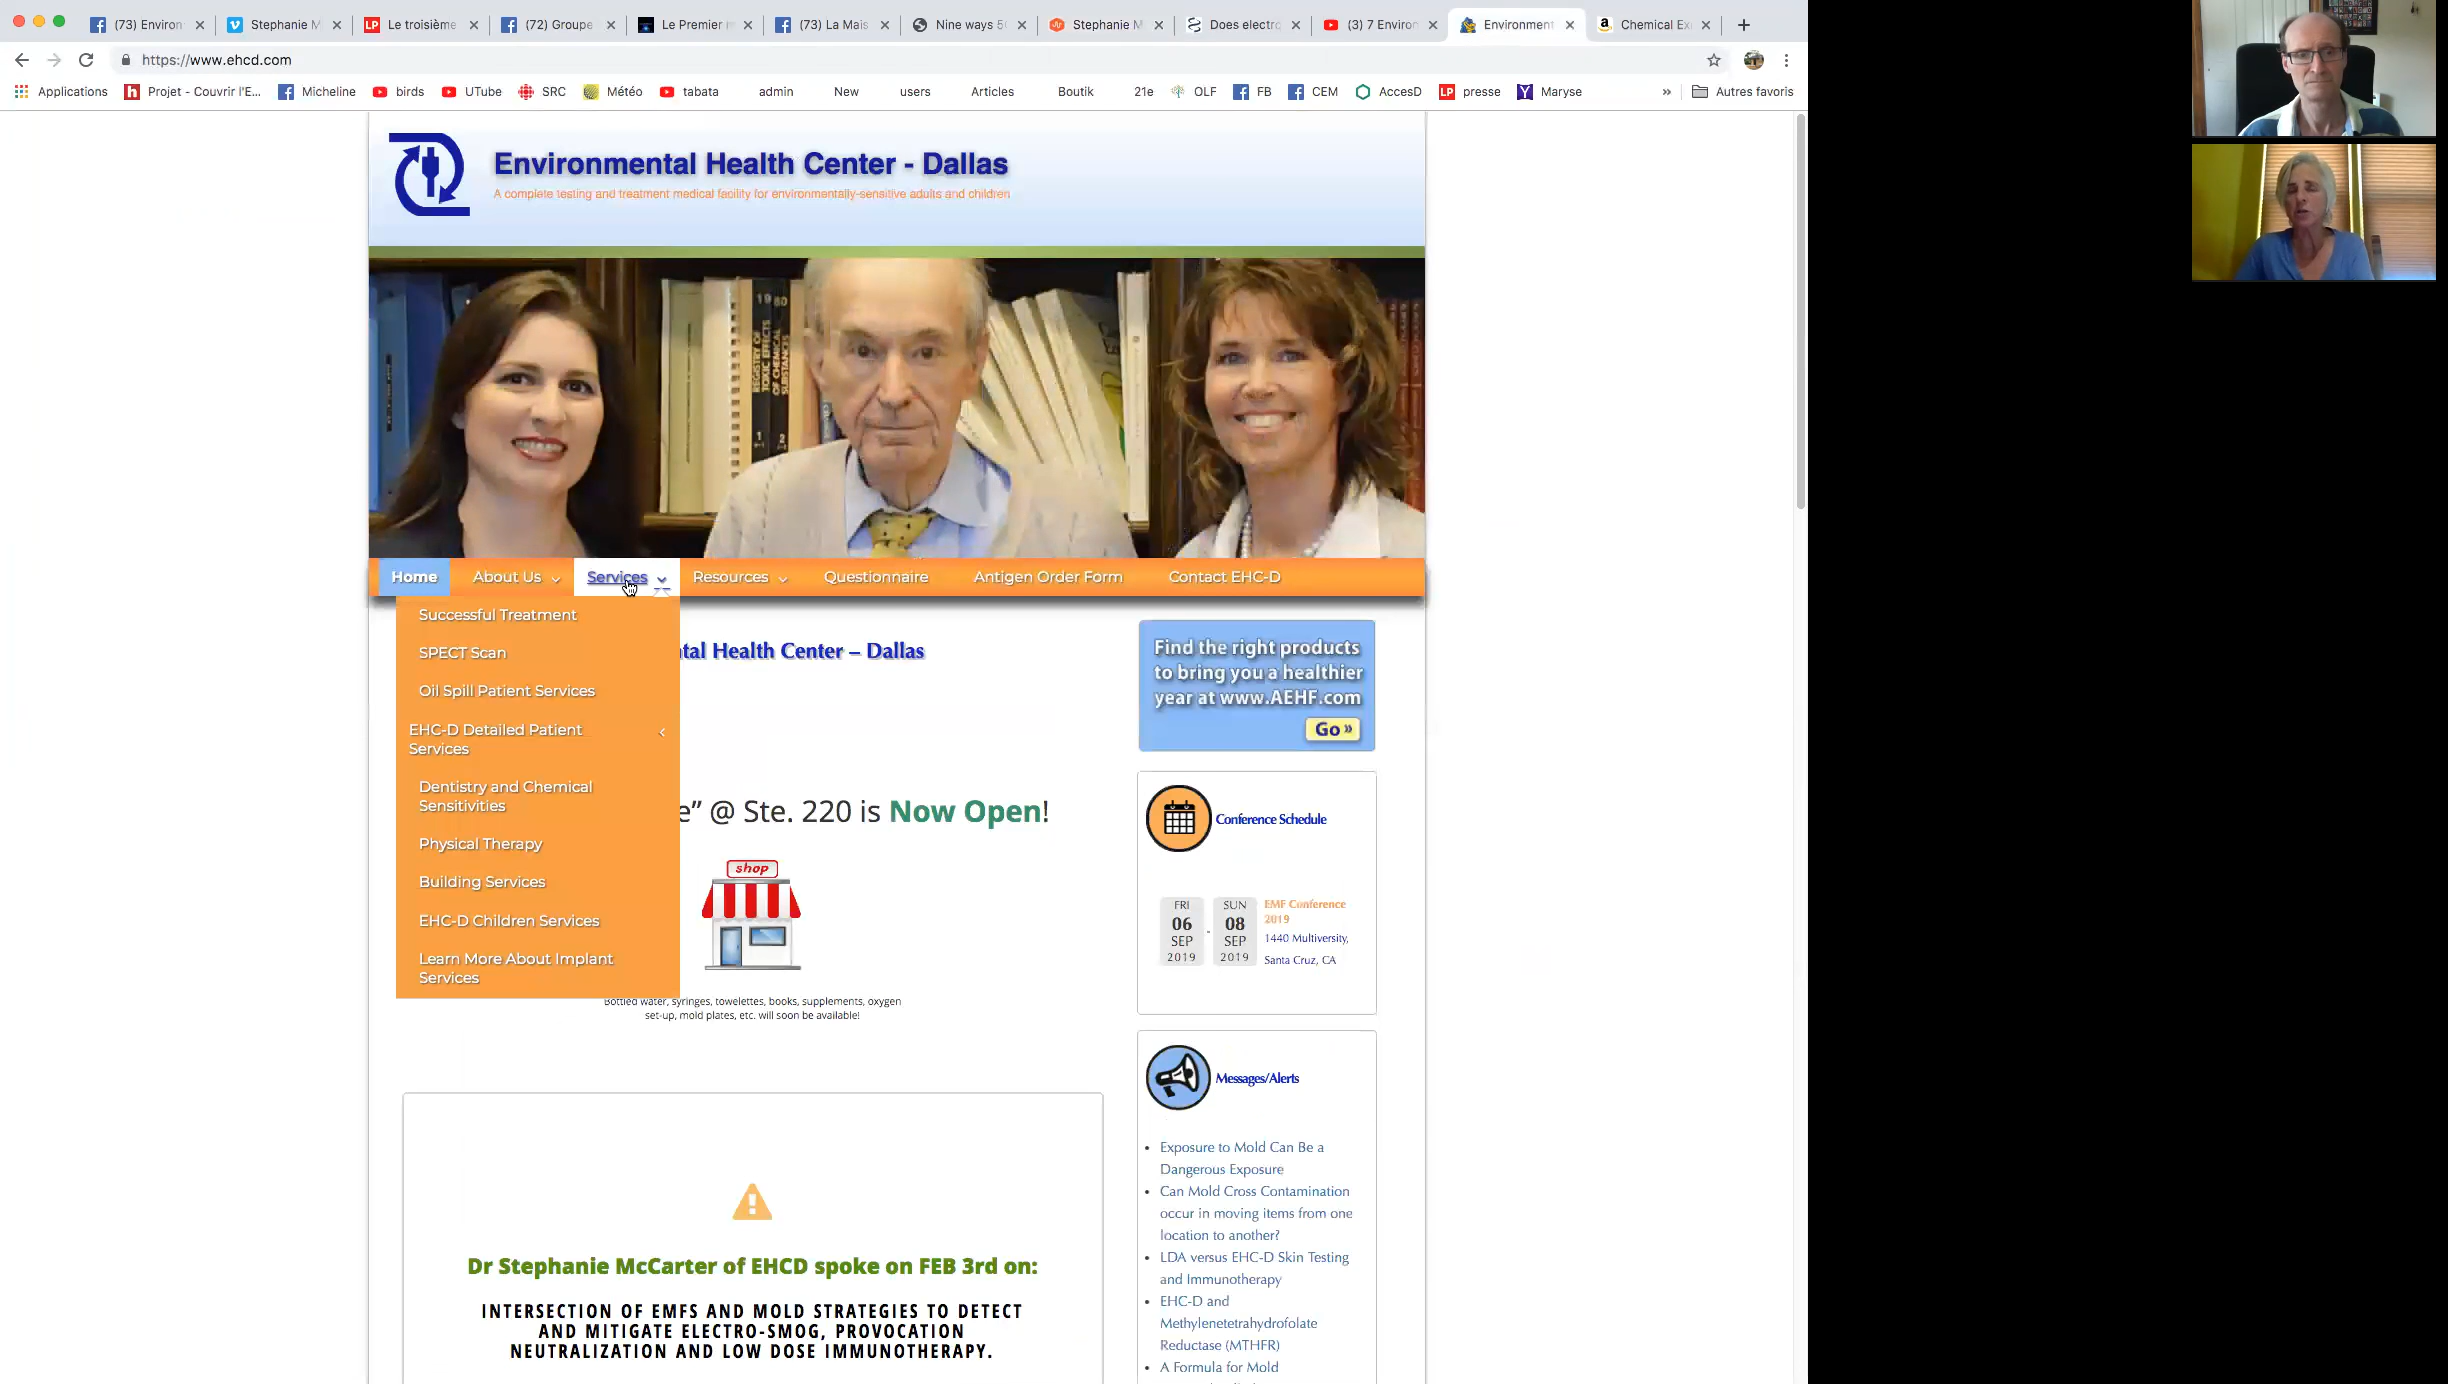 (73) Environ
Stephanie M
Le troisième
(72) Groupe
Le Premier m
(73) La Mais
Nine ways 5
Stephanie M
Does electro
(3) 7 Environ
Environment
Chemical Ex
https://www.ehcd.com
Applications
Projet - Couvrir l'E...
Micheline
birds
UTube
SRC
Météo
tabata
admin
New
users
Articles
Boutik
21e
OLF
FB
CEM
AccesD
presse
Maryse
»
Autres favoris
Environmental Health Center - Dallas
A complete testing and treatment medical facility for environmentally-sensitive adults and children
1980
REGISTRY OF
TOXIC EFFECTS
OF CHEMICAL
SUBSTANCES
Home
About Us
Services
Resources
Questionnaire
Antigen Order Form
Contact EHC-D
Successful Treatment
SPECT Scan
Oil Spill Patient Services
EHC-D Detailed Patient
Services
Dentistry and Chemical
Sensitivities
Physical Therapy
Building Services
EHC-D Children Services
Learn More About Implant
Services
tal Health Center – Dallas
e” @ Ste. 220 is Now Open!
shop
Bottled water, syringes, towelettes, books, supplements, oxygen
set-up, mold plates, etc. will soon be available!
Dr Stephanie McCarter of EHCD spoke on FEB 3rd on:
INTERSECTION OF EMFS AND MOLD STRATEGIES TO DETECT
AND MITIGATE ELECTRO-SMOG, PROVOCATION
NEUTRALIZATION AND LOW DOSE IMMUNOTHERAPY.
Find the right products
to bring you a healthier
year at www.AEHF.com
Go »
Conference Schedule
FRI
06
SEP
2019
-
SUN
08
SEP
2019
EMF Conference
2019
1440 Multiversity,
Santa Cruz, CA
Messages/Alerts
• Exposure to Mold Can Be a
Dangerous Exposure
• Can Mold Cross Contamination
occur in moving items from one
location to another?
• LDA versus EHC-D Skin Testing
and Immunotherapy
• EHC-D and
Methylenetetrahydrofolate
Reductase (MTHFR)
• A Formula for Mold